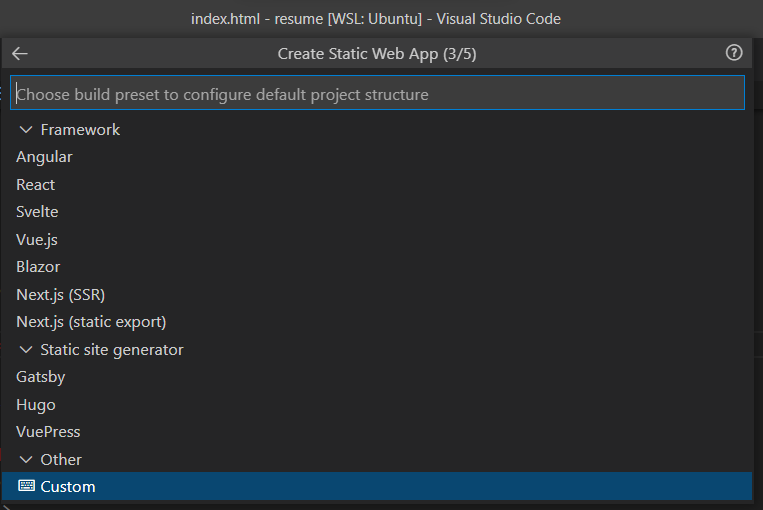 index.html - resume [WSL: Ubuntu] - Visual Studio Code
Create Static Web App (3/5)
Choose build preset to configure default project structure
Framework
Angular
React
Svelte
Vue.js
Blazor
Next.js (SSR)
Next.js (static export)
Static site generator
Gatsby
Hugo
VuePress
Other
Custom